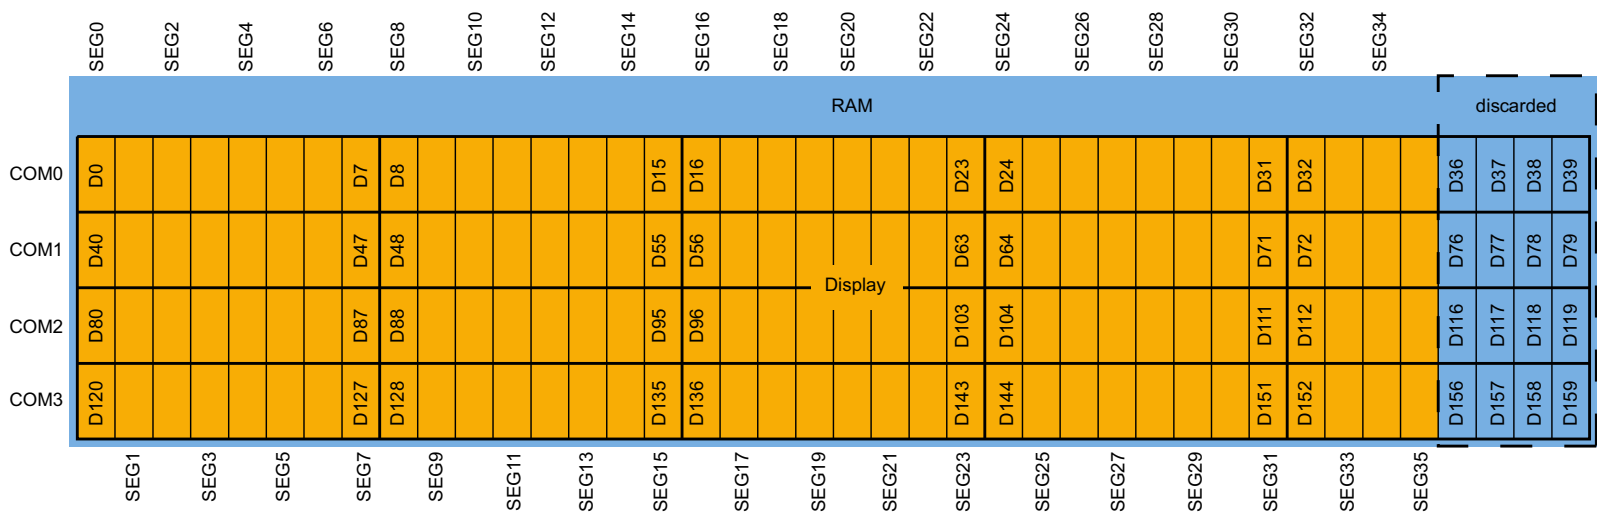 SEG0 SEG2 SEG4 SEG6 SEG8 SEG10 SEG12 SEG14 SEG16 SEG20 SEG22 SEG24 SEG26 SEG28 SEG30 SEG32 SEG34
RAM discarded
COM0 D0 D7 D8 D15 D16 D23 D24 D31 D32 D36 D37 D38 D39
COM1 D40 D47 D48 D55 D56 D63 D64 D71 D72 D76 D77 D78 D79
Display
COM2 D80 D87 D88 D95 D96 D103 D104 D111 D112 D116 D117 D118 D119
COM3 D120 D127 D128 D135 D136 D143 D144 D151 D152 D156 D157 D158 D159
SEG1 SEG3 SEG5 SEG7 SEG9 SEG11 SEG13 SEG15 SEG17 SEG19 SEG21 SEG23 SEG25 SEG27 SEG29 SEG31 SEG33 SEG35